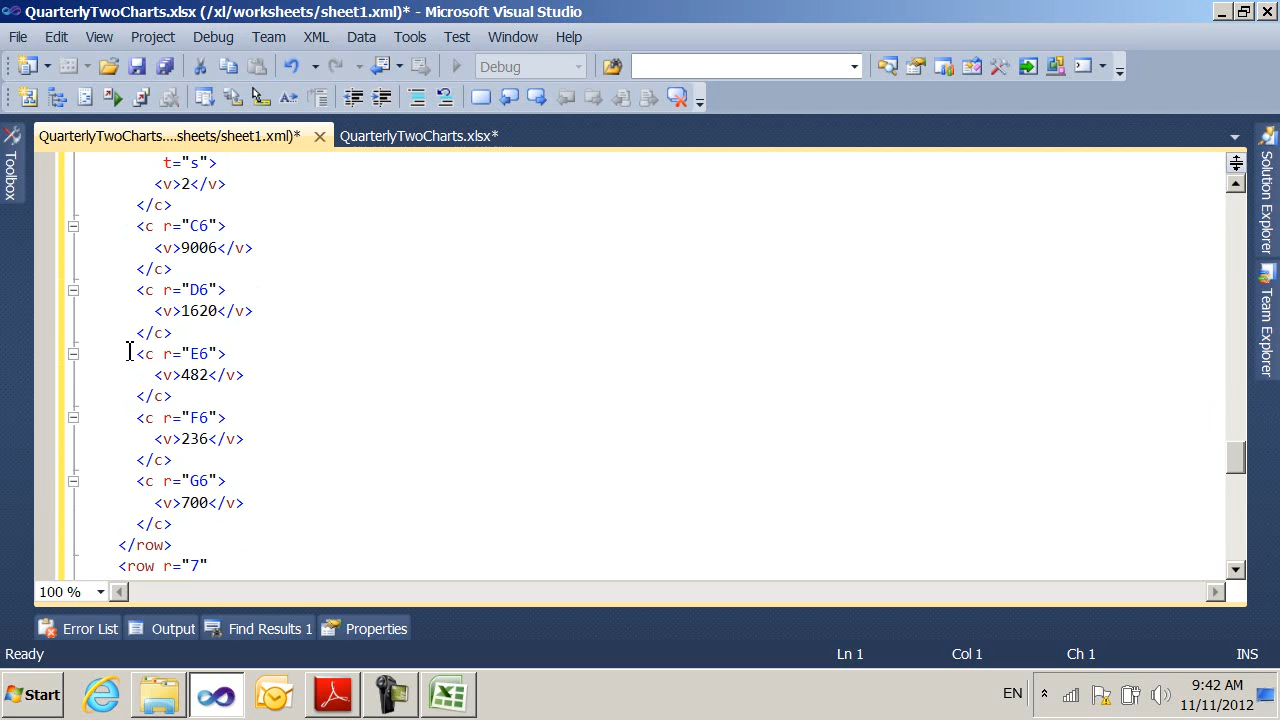 QuarterlyTwoCharts.xlsx (/xl/worksheets/sheet1.xml)* - Microsoft Visual Studio
File Edit View Project Debug Team XML Data Tools Test Window Help
Debug
QuarterlyTwoCharts....sheets/sheet1.xml)* QuarterlyTwoCharts.xlsx*
Toolbox
Solution Explorer
Team Explorer
t="s">
<v>2</v>
</c>
<c r="C6">
<v>9006</v>
</c>
<c r="D6">
<v>1620</v>
</c>
<c r="E6">
<v>482</v>
</c>
<c r="F6">
<v>236</v>
</c>
<c r="G6">
<v>700</v>
</c>
</row>
<row r="7"
100 %
Error List Output Find Results 1 Properties
Ready Ln 1 Col 1 Ch 1 INS
Start EN 9:42 AM
11/11/2012